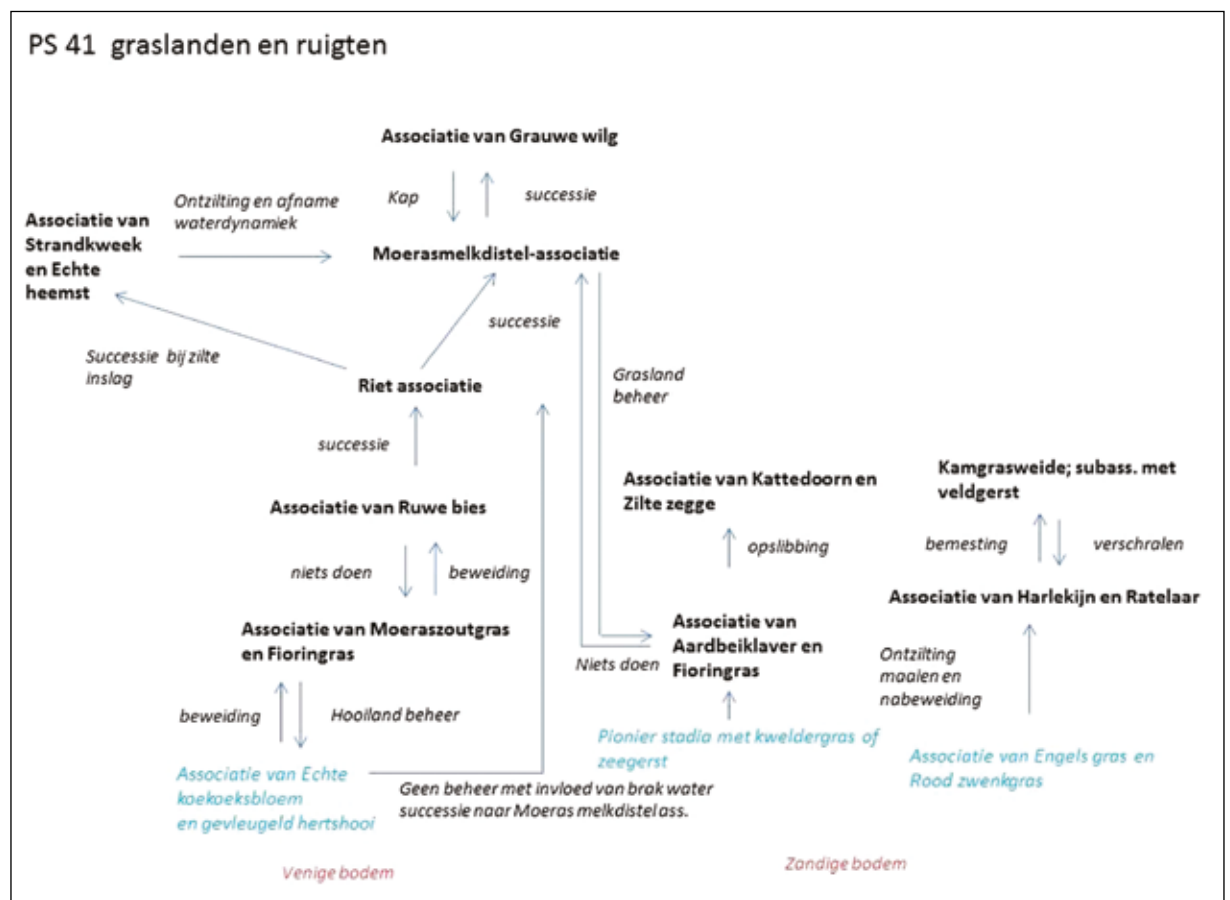 PS 41 graslanden en ruigten
Associatie van Grauwe wilg
Kap
successie
Ontzilting en afname
waterdynamiek
Associatie van
Strandkweek
en Echte
heemst
Moerasmelkdistel-associatie
successie
Successie bij zilte
inslag
Riet associatie
Grasland
beheer
successie
Associatie van Ruwe bies
Associatie van Kattedoorn en
Zilte zegge
Kamgrasweide; subass. met
veldgerst
niets doen
beweiding
opslibbing
bemesting
verschralen
Associatie van Moeraszoutgras
en Fioringras
Associatie van
Aardbeiklaver en
Fioringras
Associatie van Harlekijn en Ratelaar
Niets doen
Ontzilting
maalen en
nabeweiding
beweiding
Hooiland beheer
Associatie van Echte
koekoeksbloem
en gevleugeld hertshooi
Geen beheer met invloed van brak water
successie naar Moeras melkdistel ass.
Pionier stadia met kweldergras of
zeegerst
Associatie van Engels gras en
Rood zwenkgras
Venige bodem
Zandige bodem